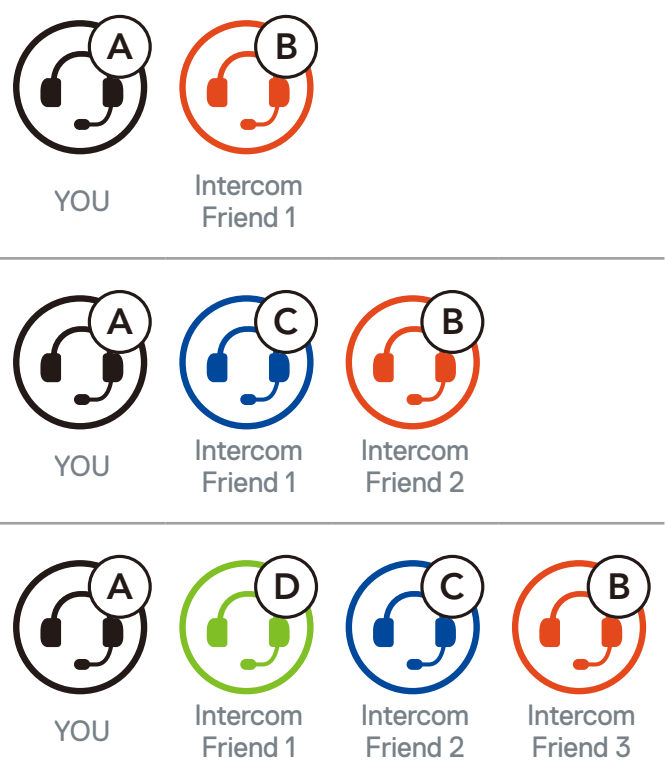 A
B
YOU
Intercom
Friend 1
A
C
B
YOU
Intercom
Friend 1
Intercom
Friend 2
A
D
C
B
YOU
Intercom
Friend 1
Intercom
Friend 2
Intercom
Friend 3